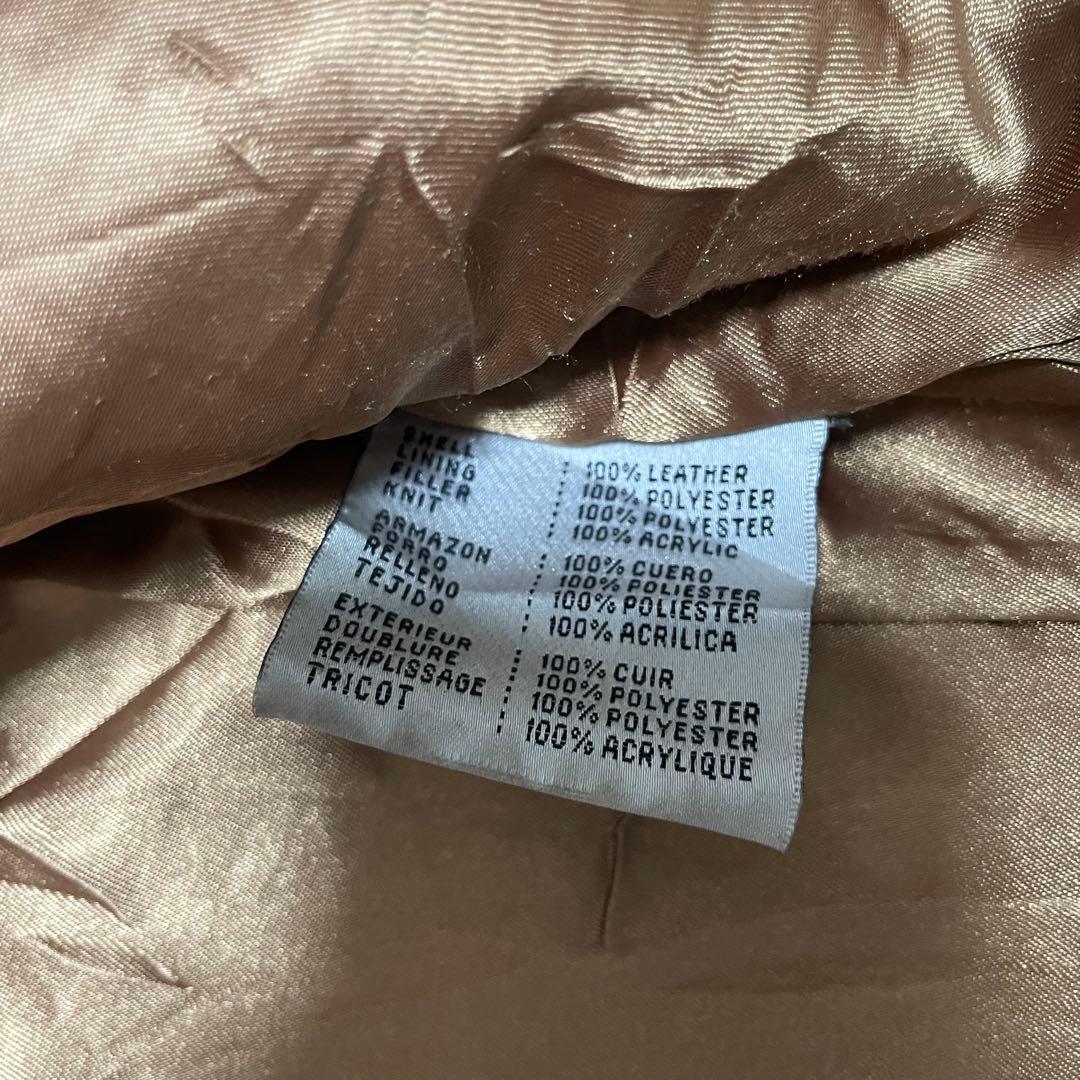 SHELL : 100% LEATHER
LINING : 100% POLYESTER
FILLER : 100% POLYESTER
KNIT : 100% ACRYLIC
ARMAZON : 100% CUERO
FORRO : 100% POLIESTER
RELLENO : 100% POLIESTER
TEJIDO : 100% ACRILICA
EXTERIEUR : 100% CUIR
DOUBLURE : 100% POLYESTER
REMPLISSAGE : 100% POLYESTER
TRICOT : 100% ACRYLIQUE